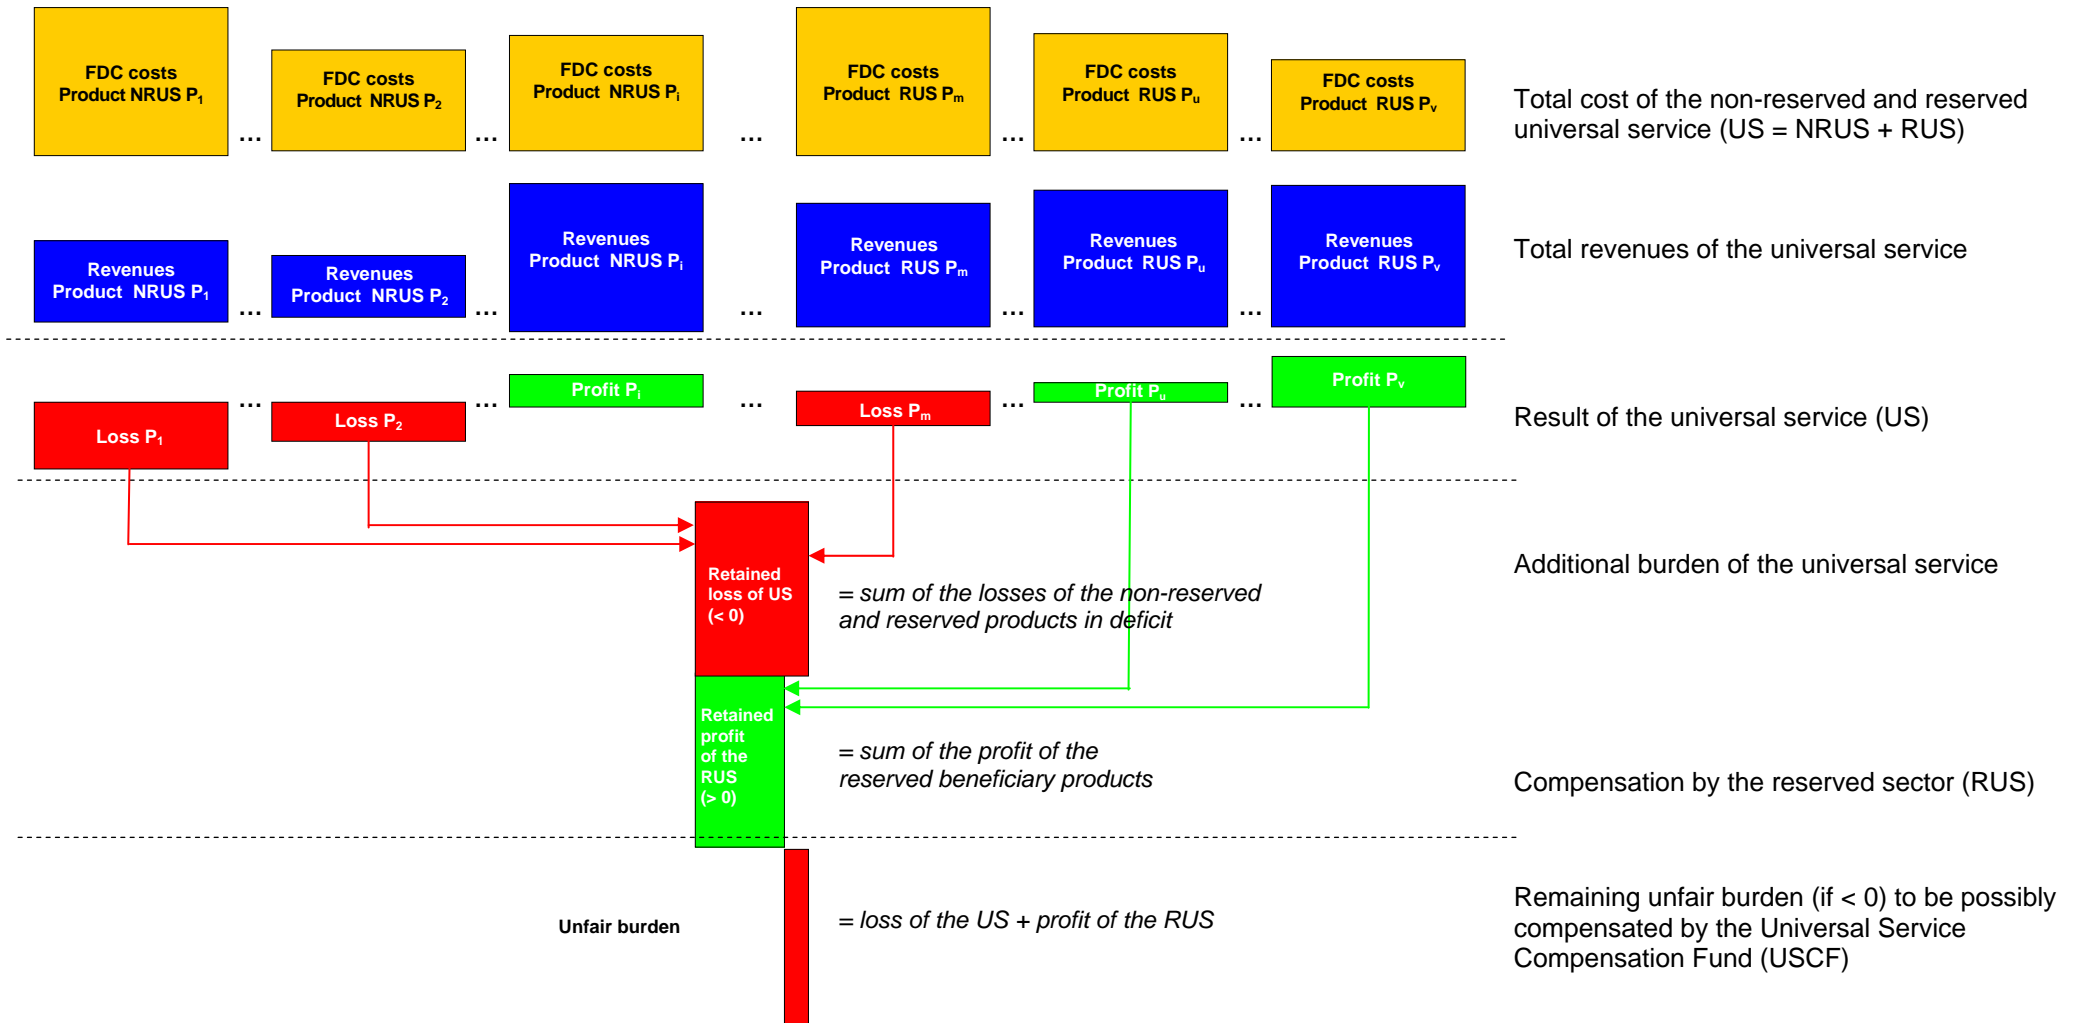 FDC costs
Product NRUS P₁
...
FDC costs
Product NRUS P₂
...
FDC costs
Product NRUS Pᵢ
...
FDC costs
Product RUS Pₘ
...
FDC costs
Product RUS Pᵤ
...
FDC costs
Product RUS Pᵥ
Total cost of the non-reserved and reserved
universal service (US = NRUS + RUS)
Revenues
Product NRUS P₁
...
Revenues
Product NRUS P₂
...
Revenues
Product NRUS Pᵢ
...
Revenues
Product RUS Pₘ
...
Revenues
Product RUS Pᵤ
...
Revenues
Product RUS Pᵥ
Total revenues of the universal service
Loss P₁
...
Loss P₂
...
Profit Pᵢ
...
Loss Pₘ
...
Profit Pᵤ
...
Profit Pᵥ
Result of the universal service (US)
Retained
loss of US
(< 0)
= sum of the losses of the non-reserved
and reserved products in deficit
Additional burden of the universal service
Retained
profit
of the
RUS
(> 0)
= sum of the profit of the
reserved beneficiary products
Compensation by the reserved sector (RUS)
Unfair burden
= loss of the US + profit of the RUS
Remaining unfair burden (if < 0) to be possibly
compensated by the Universal Service
Compensation Fund (USCF)